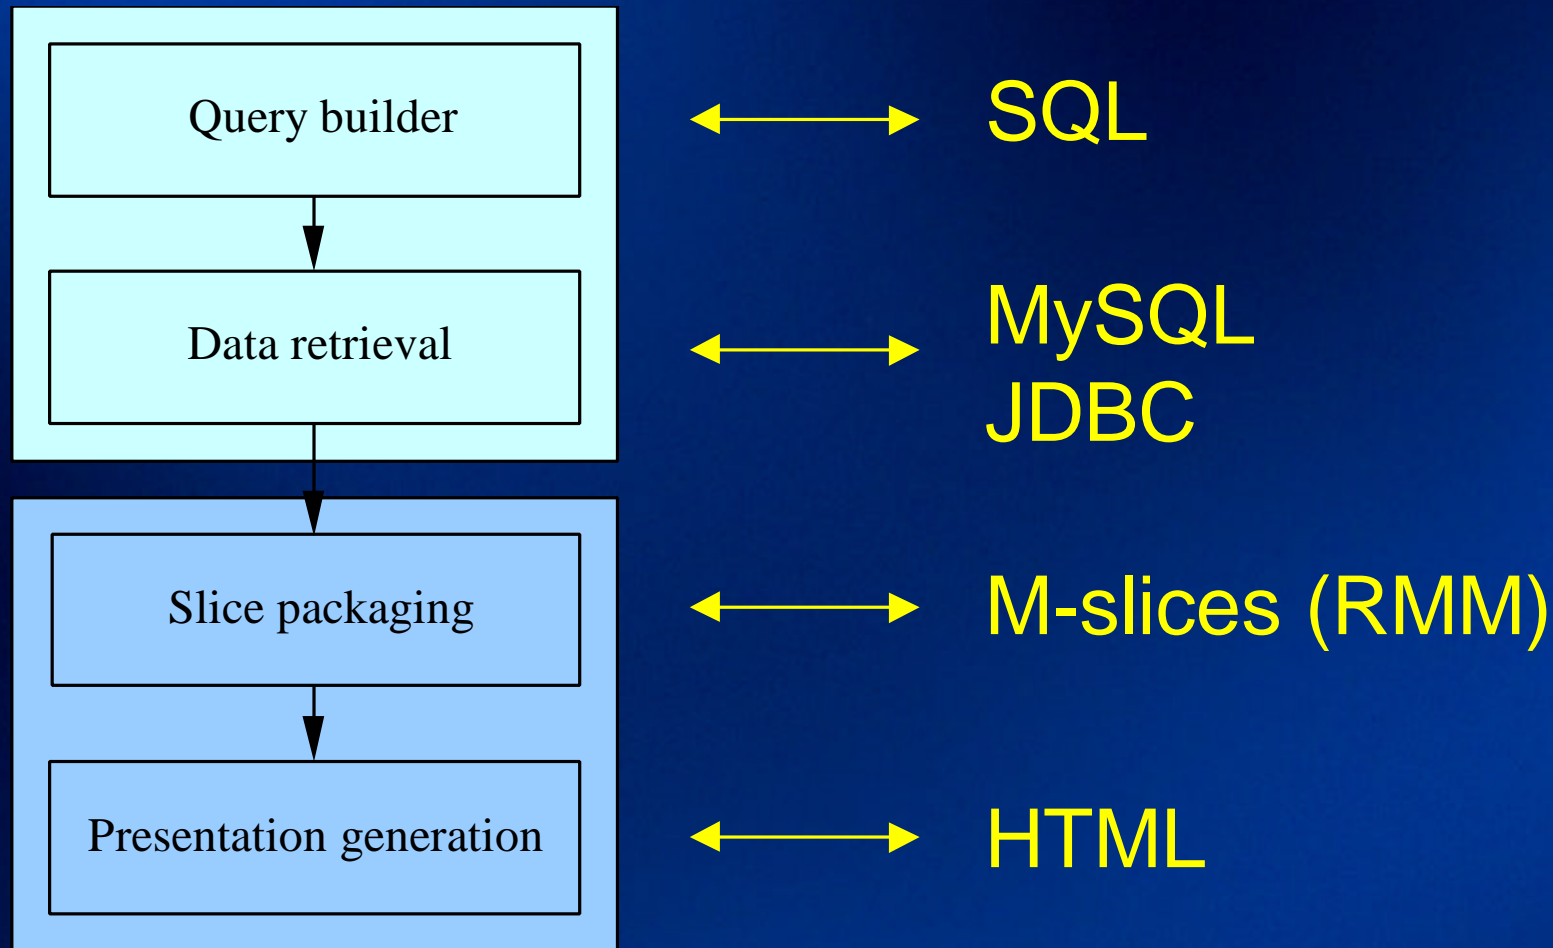 Query builder
SQL
Data retrieval
MySQL
JDBC
Slice packaging
M-slices (RMM)
Presentation generation
HTML